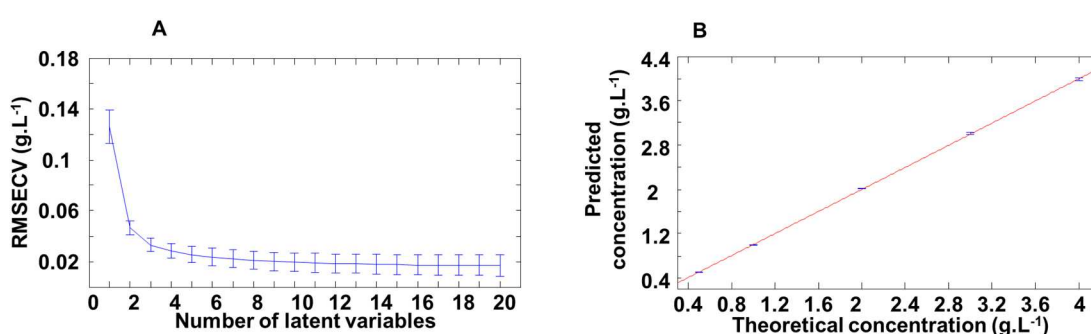 A
B
0.18
0.14
0.1
0.06
0.02
RMSECV (g.L-1)
0 2 4 6 8 10 12 14 16 18 20
Number of latent variables
4.4
3.6
2.8
2
1.2
0.4
Predicted
concentration (g.L-1)
0.4 0.8 1.2 1.6 2 2.4 2.8 3.2 3.6 4
Theoretical concentration (g.L-1)